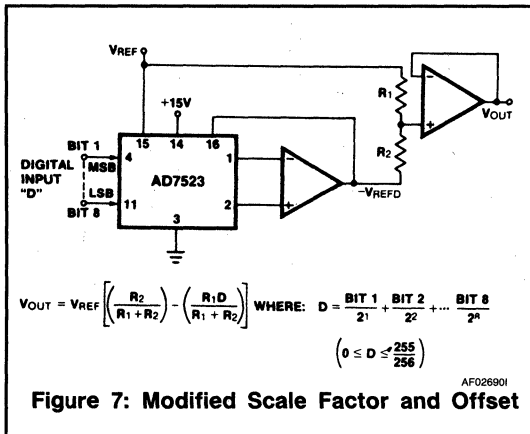 VREF
+15V
R1
R2
VOUT
15
14
16
BIT 1
DIGITAL
INPUT
"D"
MSB
LSB
BIT 8
4
11
AD7523
1
2
3
−
+
−VREFD
−
+
VOUT = VREF [(R2 / R1 + R2) − (R1D / R1 + R2)] WHERE: D = BIT 1 / 2^1 + BIT 2 / 2^2 + ··· BIT 8 / 2^8
(0 ≤ D ≤ 255/256)
AF02690I
Figure 7: Modified Scale Factor and Offset